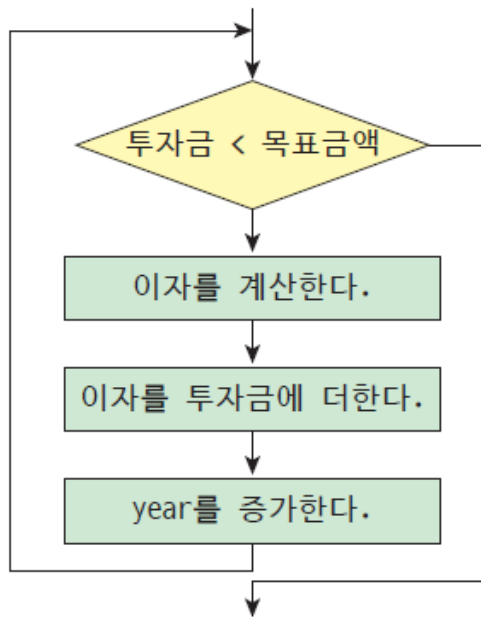 투자금 < 목표금액
이자를 계산한다.
이자를 투자금에 더한다.
year를 증가한다.